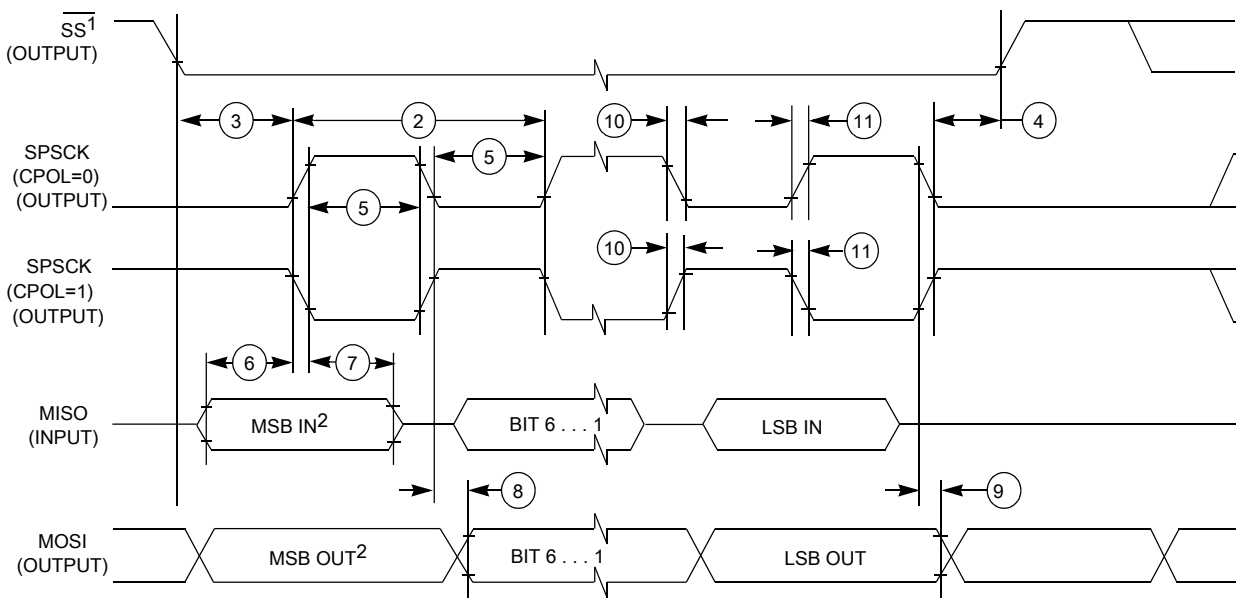 SS1
(OUTPUT)
3
2
10
11
4
SPSCK
(CPOL=0)
(OUTPUT)
5
5
SPSCK
(CPOL=1)
(OUTPUT)
10
11
6
7
MISO
(INPUT)
MSB IN2
BIT 6 . . . 1
LSB IN
8
9
MOSI
(OUTPUT)
MSB OUT2
BIT 6 . . . 1
LSB OUT